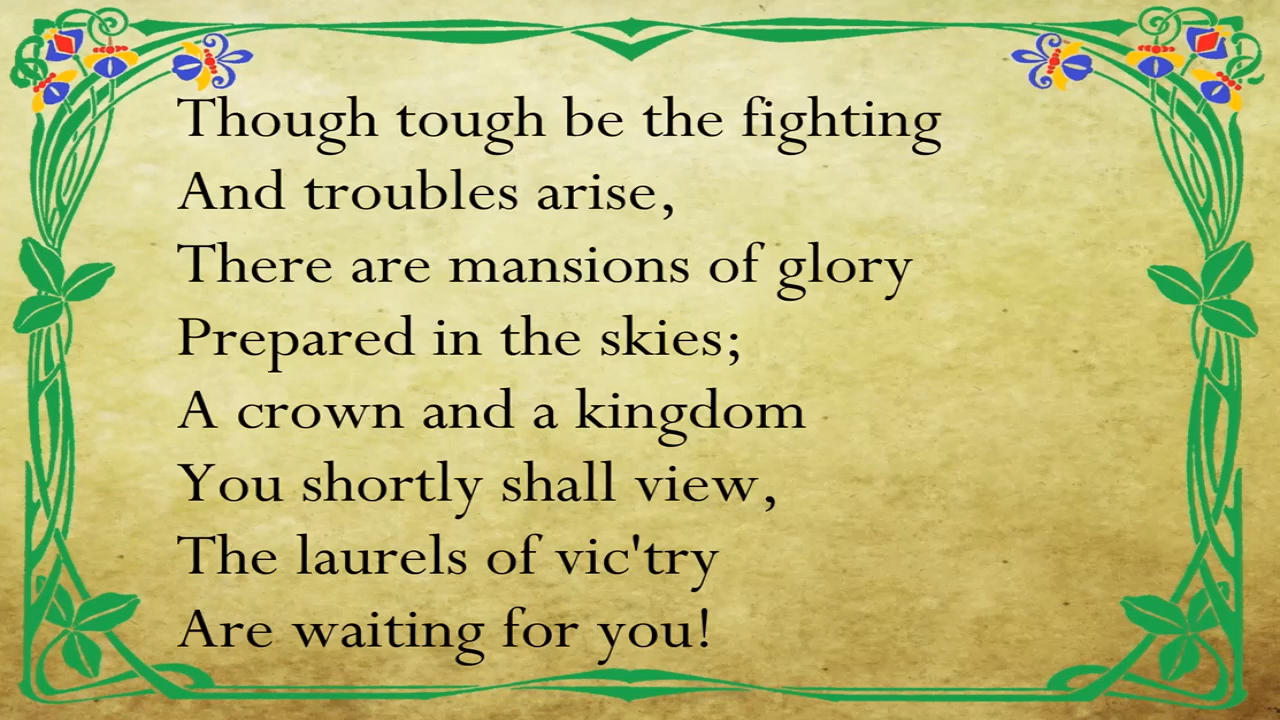 Though tough be the fighting
And troubles arise,
There are mansions of glory
Prepared in the skies;
A crown and a kingdom
You shortly shall view,
The laurels of vic'try
Are waiting for you!